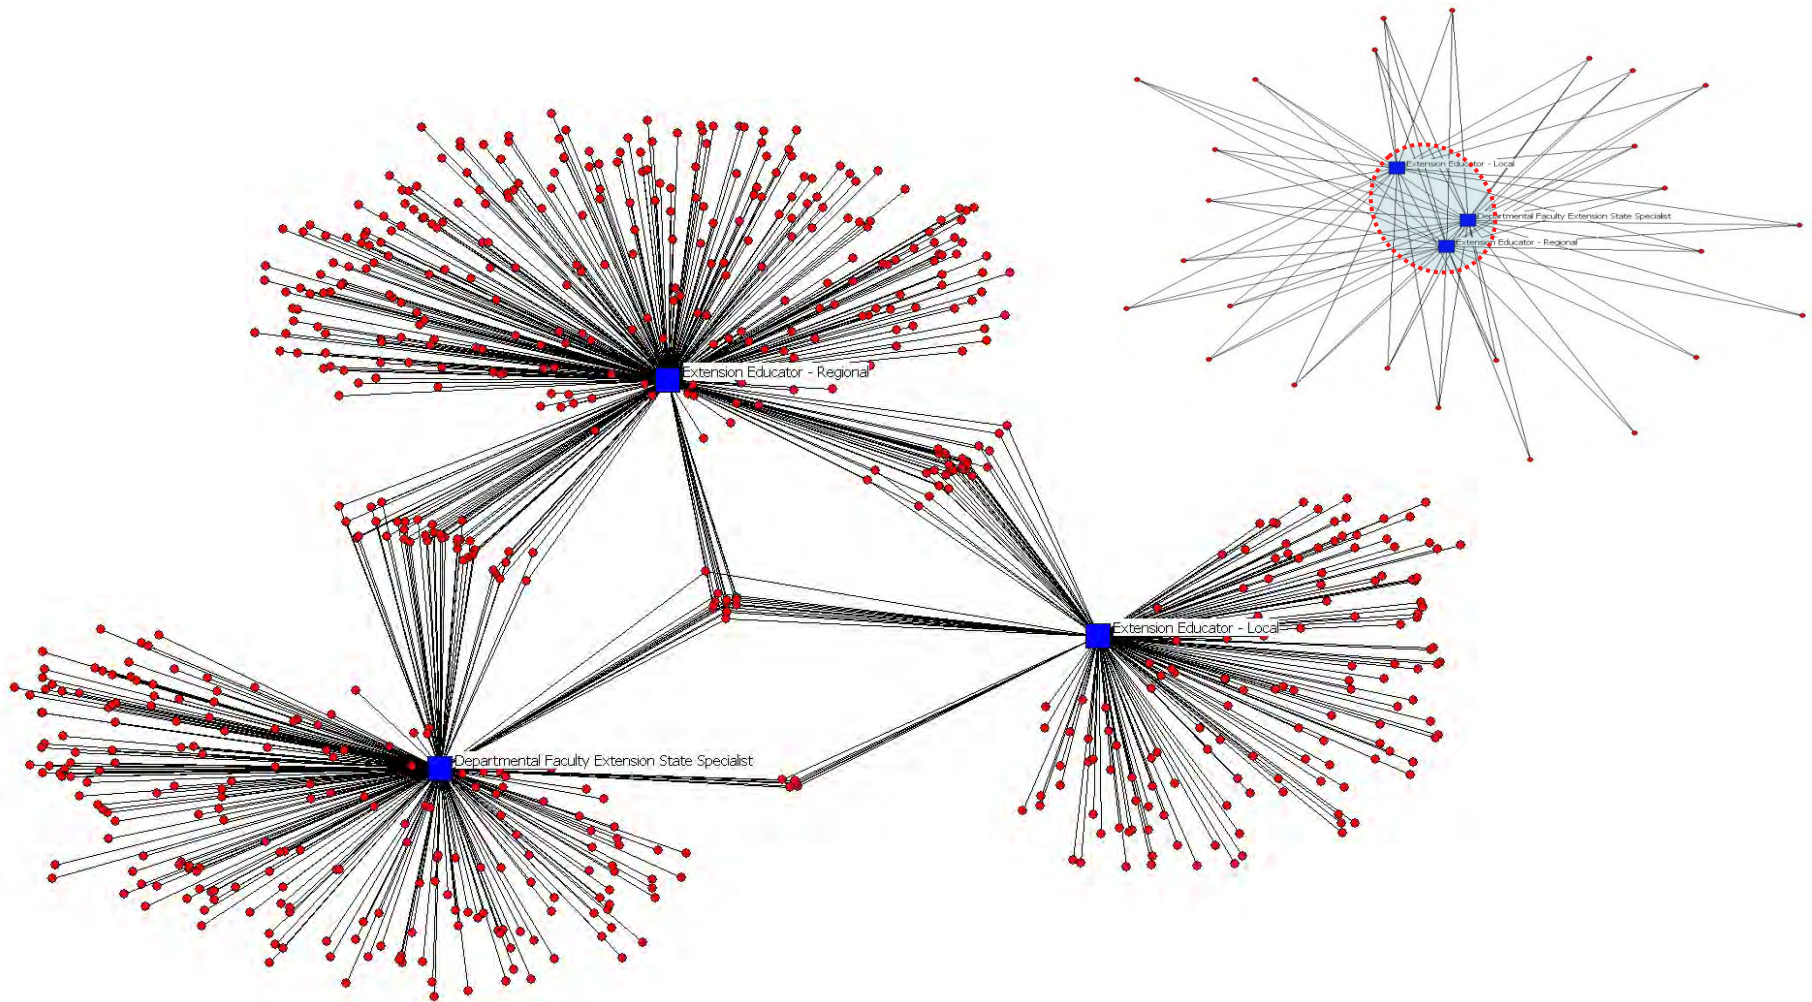 Extension Educator - Local
Departmental Faculty Extension State Specialist
Extension Educator - Regional
Extension Educator - Regional
Extension Educator - Local
Departmental Faculty Extension State Specialist